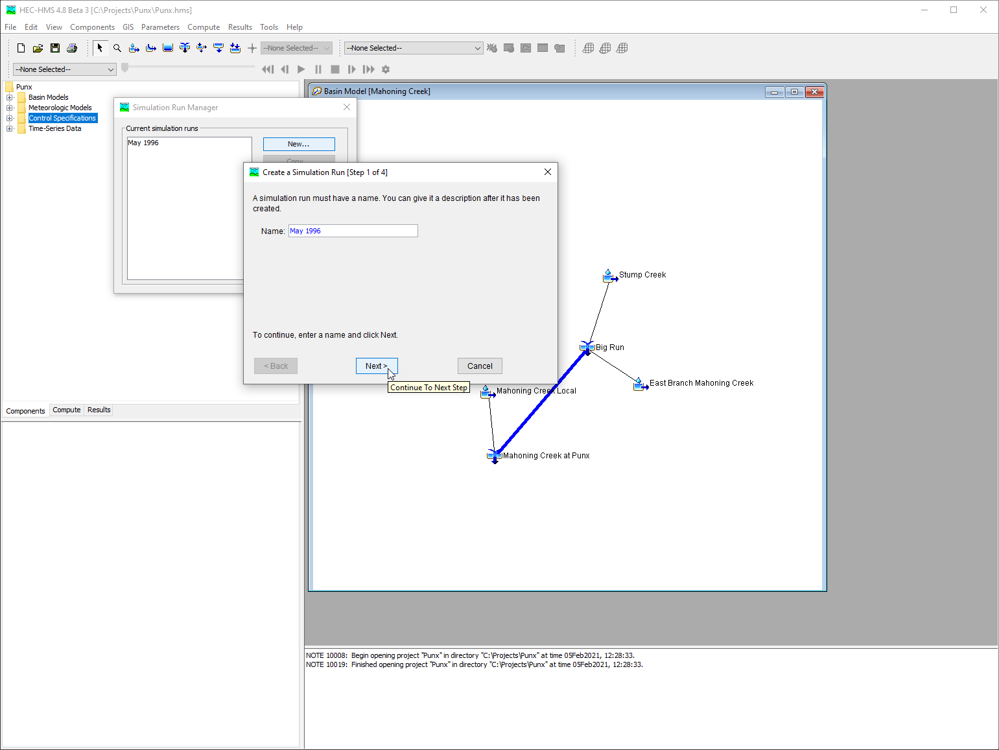 HEC-HMS 4.8 Beta 3 [C:\Projects\Punx\Punx.hms]
File Edit View Components GIS Parameters Compute Results Tools Help
--None Selected-- --None Selected--
--None Selected--
Punx
Basin Models
Meteorologic Models
Control Specifications
Time-Series Data
Components Compute Results
Simulation Run Manager
Current simulation runs
May 1996
New...
Copy...
Create a Simulation Run [Step 1 of 4]
A simulation run must have a name. You can give it a description after it has been
created.
Name: May 1996
To continue, enter a name and click Next.
< Back Next > Cancel
Continue To Next Step
Basin Model [Mahoning Creek]
Stump Creek
Big Run
East Branch Mahoning Creek
Mahoning Creek Local
Mahoning Creek at Punx
NOTE 10008: Begin opening project "Punx" in directory "C:\Projects\Punx" at time 05Feb2021, 12:28:33.
NOTE 10019: Finished opening project "Punx" in directory "C:\Projects\Punx" at time 05Feb2021, 12:28:33.